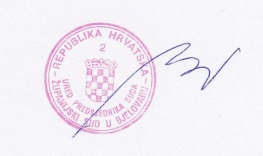 REPUBLIKA HRVATSKA
2
URED PREDSJEDNIKA SUDA
ŽUPANIJSKI SUD U BJELOVARU